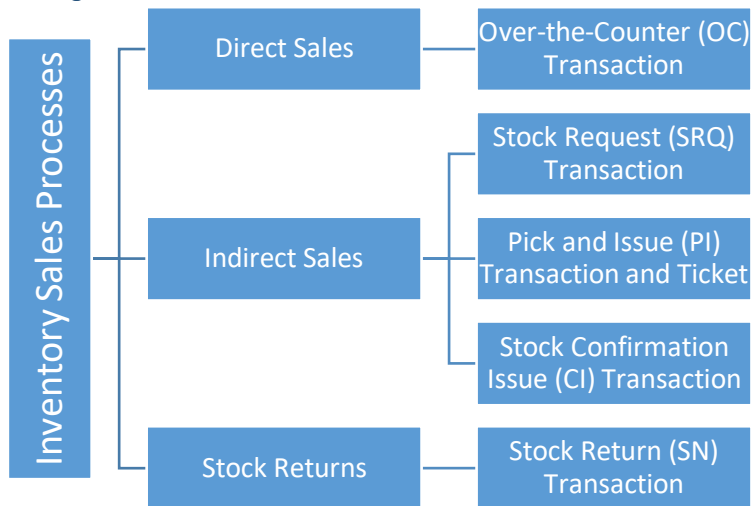 Inventory Sales Processes
Direct Sales
Over-the-Counter (OC)
Transaction
Indirect Sales
Stock Request (SRQ)
Transaction
Pick and Issue (PI)
Transaction and Ticket
Stock Confirmation
Issue (CI) Transaction
Stock Returns
Stock Return (SN)
Transaction